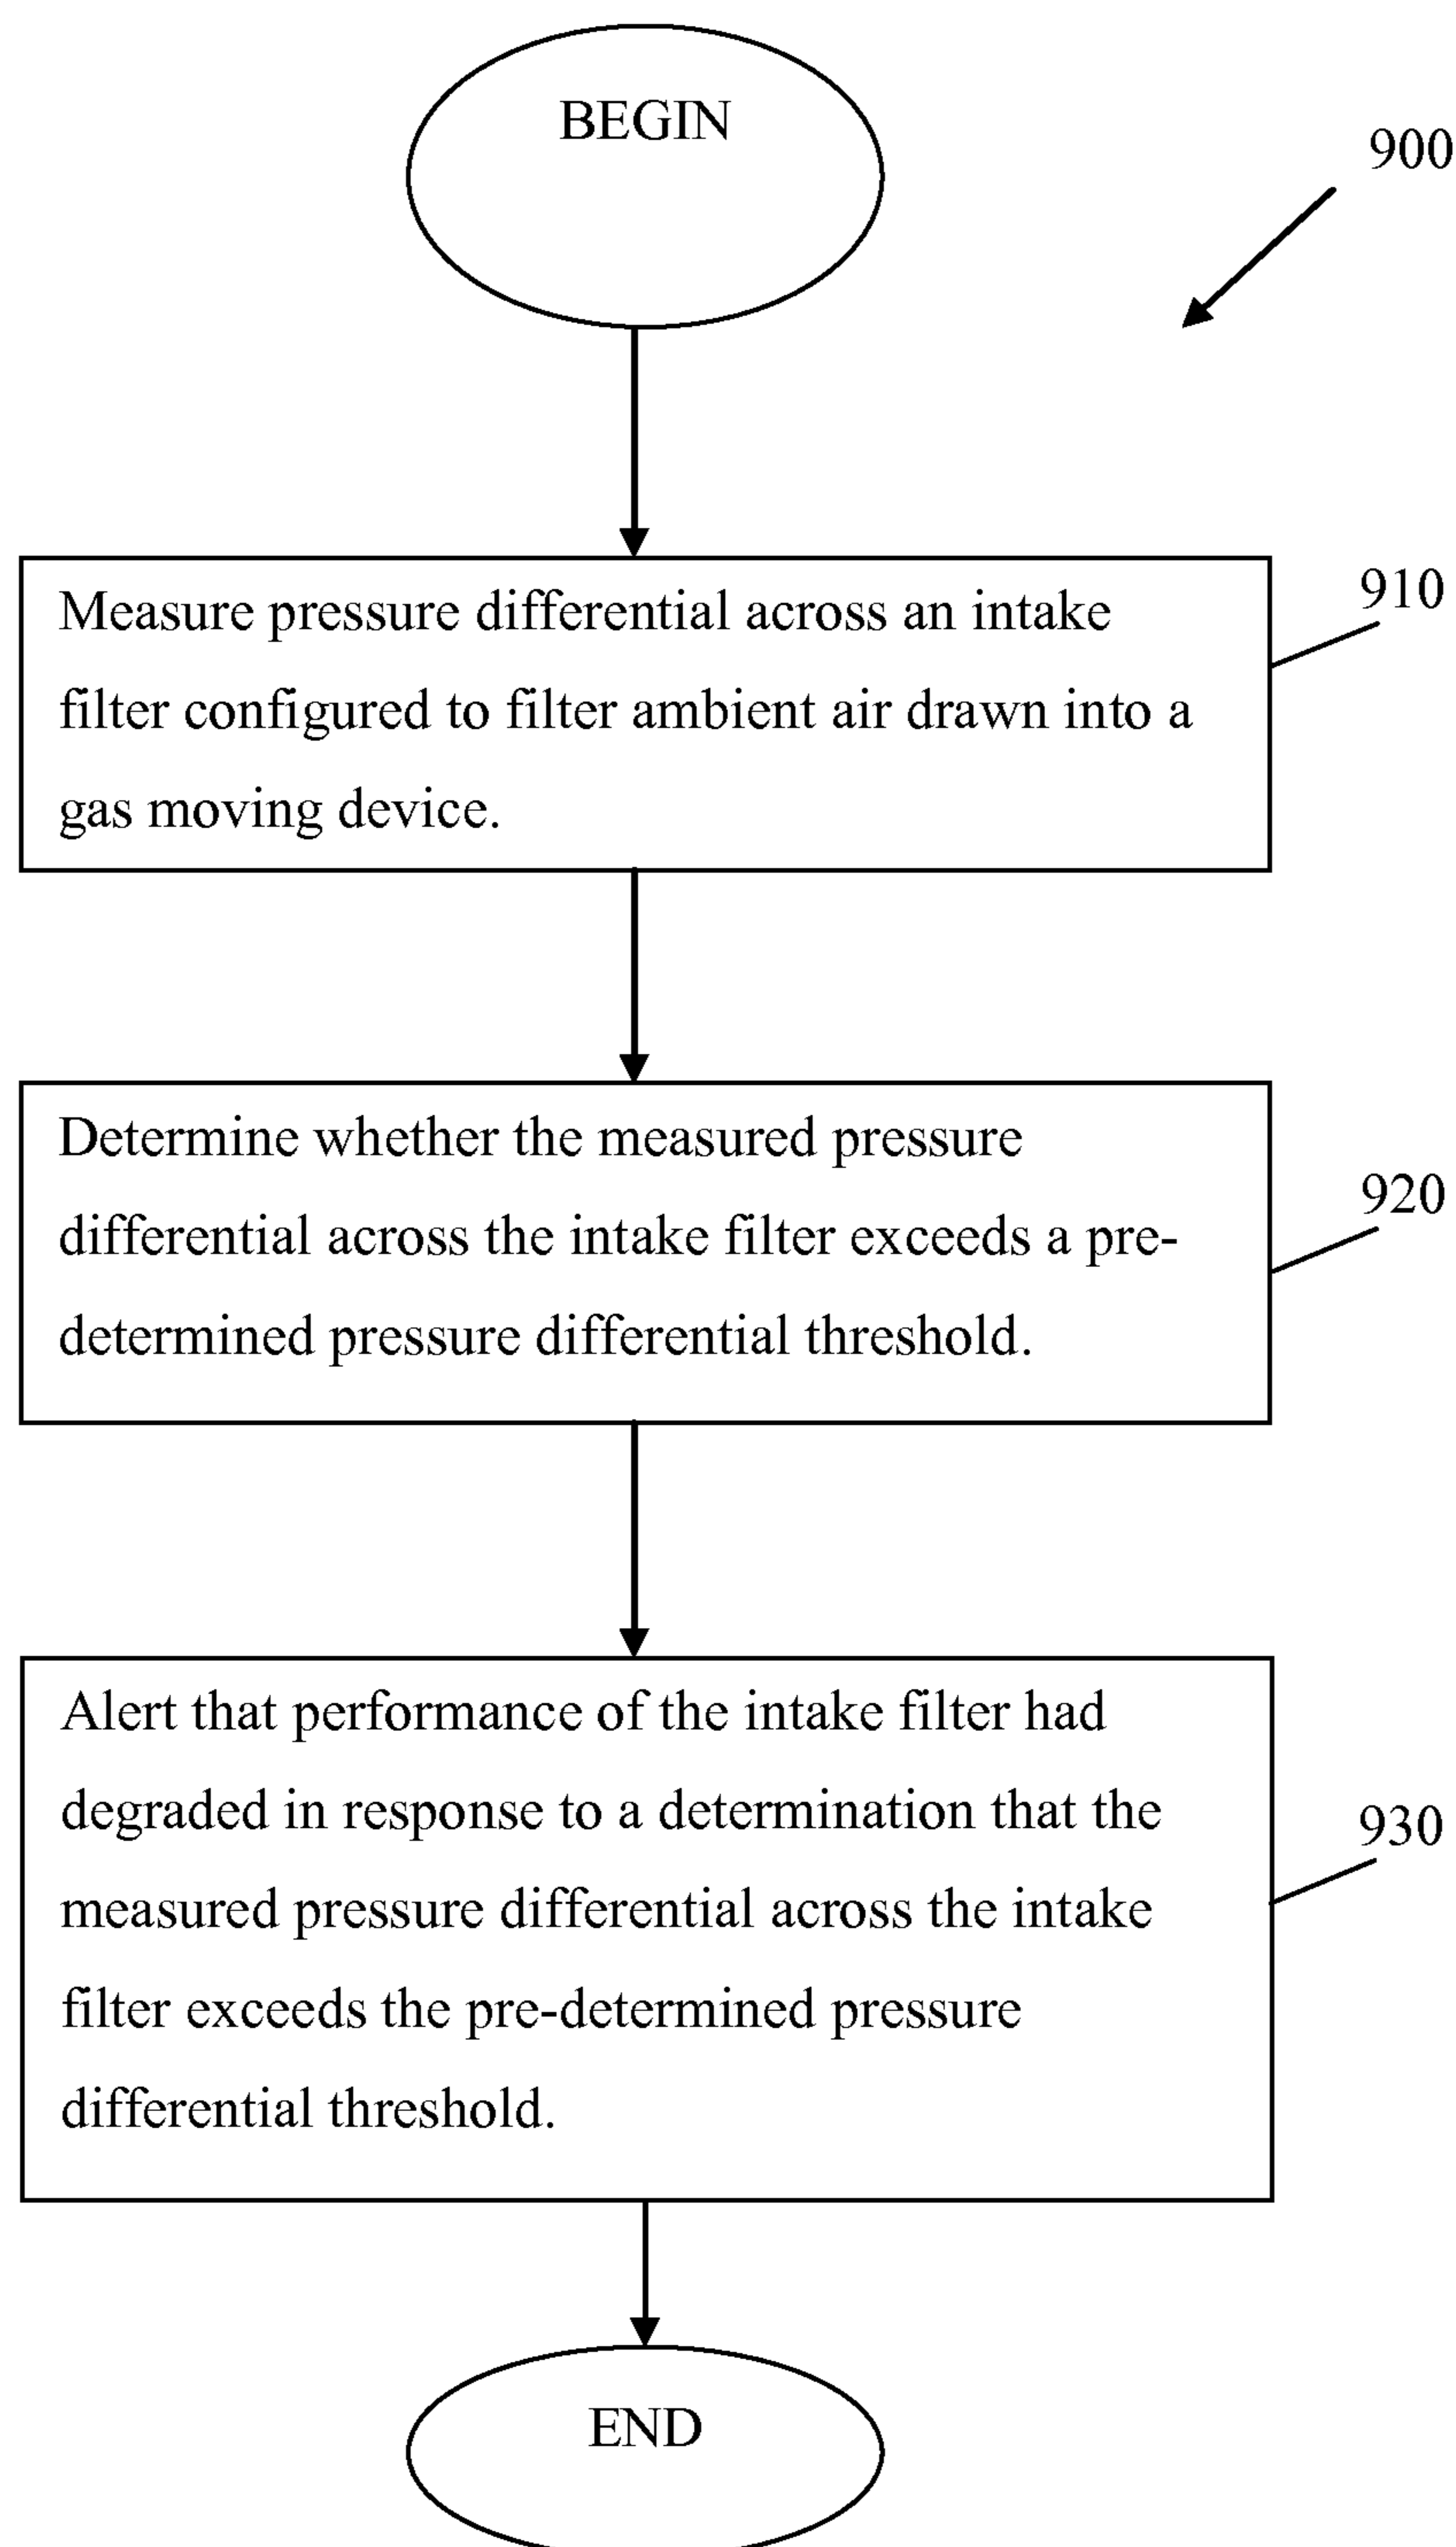 BEGIN
900
Measure pressure differential across an intake
filter configured to filter ambient air drawn into a
gas moving device.
910
Determine whether the measured pressure
differential across the intake filter exceeds a pre-
determined pressure differential threshold.
920
Alert that performance of the intake filter had
degraded in response to a determination that the
measured pressure differential across the intake
filter exceeds the pre-determined pressure
differential threshold.
930
END